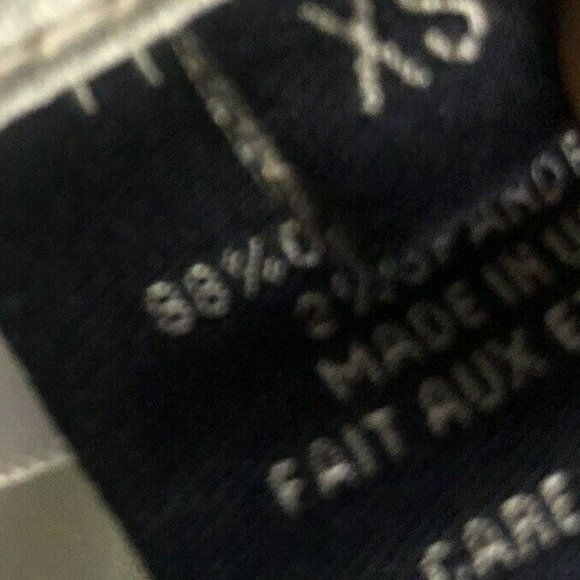 XS
98%C
2% SPANDE
MADE IN U
FAIT AUX E
CARE